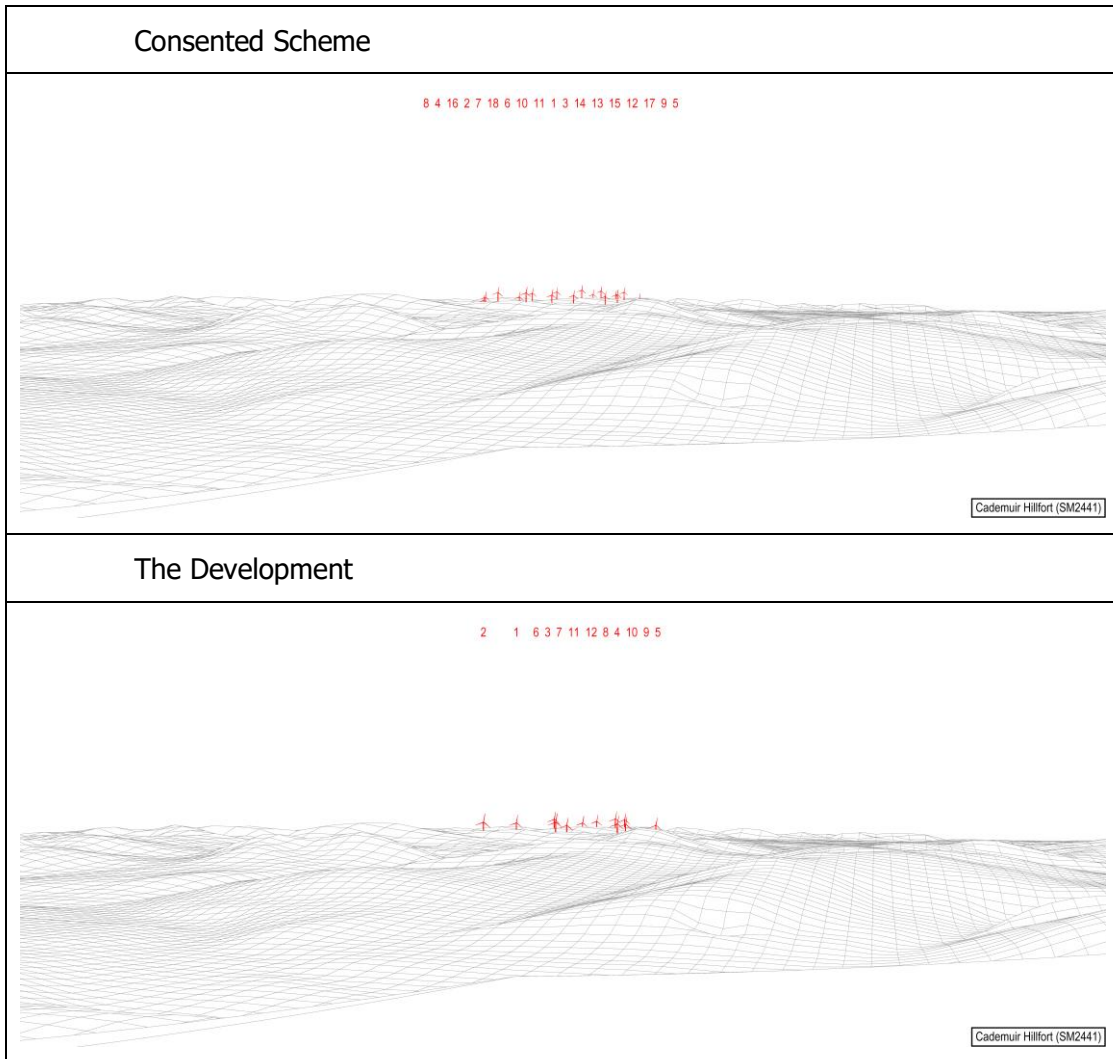 Consented Scheme
8 4 16 2 7 18 6 10 11 1 3 14 13 15 12 17 9 5
Cademuir Hillfort (SM2441)
The Development
2 1 6 3 7 11 12 8 4 10 9 5
Cademuir Hillfort (SM2441)